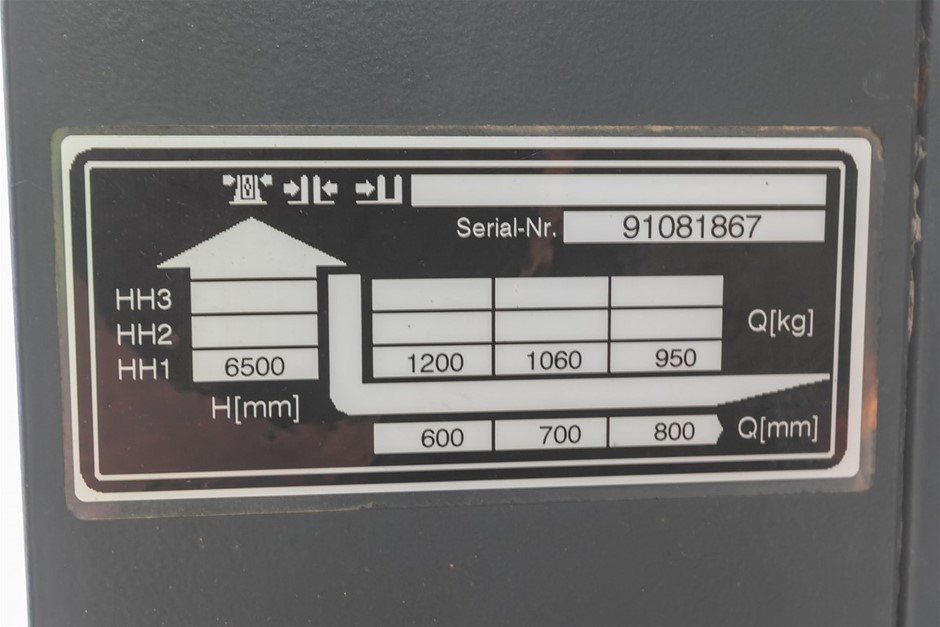 Serial-Nr. 91081867
HH3
HH2
Q[kg]
HH1 6500 1200 1060 950
H[mm]
600 700 800 Q[mm]